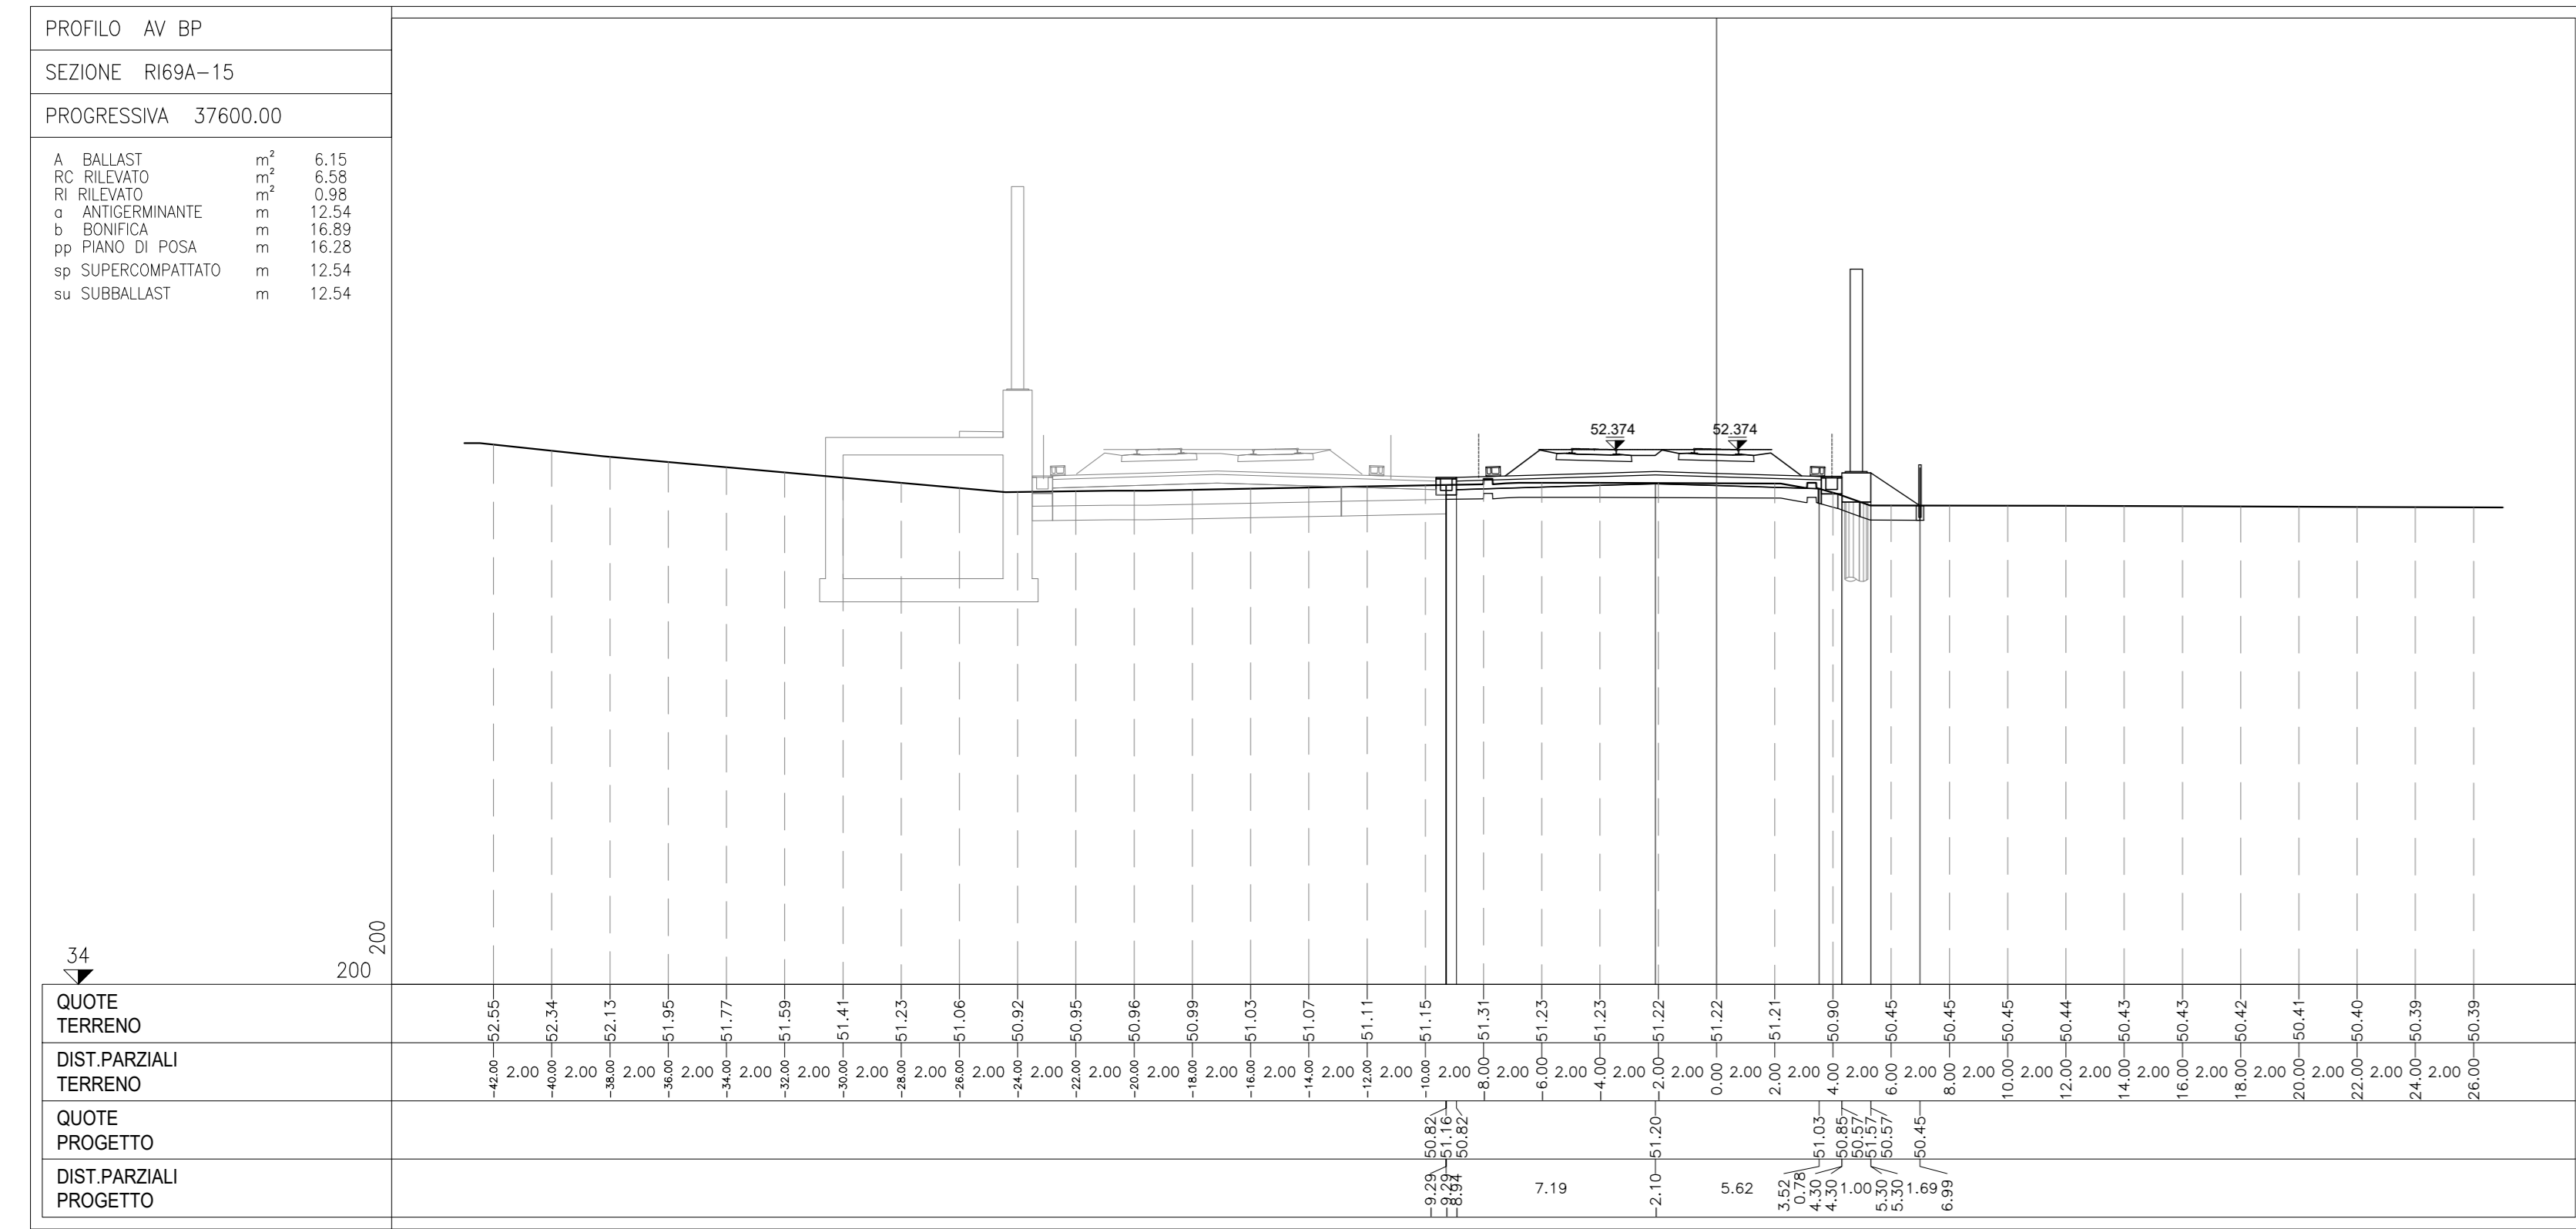 PROFILO AV BP
SEZIONE RI69A-15
PROGRESSIVA 37600.00
A BALLAST m² 6.15
RC RILEVATO m² 6.58
RI RILEVATO m² 0.98
a ANTIGERMINANTE m 12.54
b BONIFICA m 16.89
pp PIANO DI POSA m 16.28
sp SUPERCOMPATTATO m 12.54
su SUBBALLAST m 12.54
52.374 52.374
34
200
200
QUOTE
TERRENO
52.55 52.34 52.13 51.95 51.77 51.59 51.41 51.23 51.06 50.92 50.95 50.96 50.99 51.03 51.07 51.11 51.15 51.31 51.23 51.23 51.22 51.22 51.21 50.90 50.45 50.45 50.45 50.44 50.43 50.43 50.42 50.41 50.40 50.39 50.39
DIST.PARZIALI
TERRENO
-42.00 2.00 -40.00 2.00 -38.00 2.00 -36.00 2.00 -34.00 2.00 -32.00 2.00 -30.00 2.00 -28.00 2.00 -26.00 2.00 -24.00 2.00 -22.00 2.00 -20.00 2.00 -18.00 2.00 -16.00 2.00 -14.00 2.00 -12.00 2.00 -10.00 2.00 -8.00 2.00 -6.00 2.00 -4.00 2.00 -2.00 2.00 0.00 2.00 2.00 2.00 4.00 2.00 6.00 2.00 8.00 2.00 10.00 2.00 12.00 2.00 14.00 2.00 16.00 2.00 18.00 2.00 20.00 2.00 22.00 2.00 24.00 2.00 26.00
QUOTE
PROGETTO
50.82 51.16 50.82 51.20 51.03 50.85 50.57 51.57 50.57 50.45
DIST.PARZIALI
PROGETTO
-9.29 -9.29 -8.94 7.19 -2.10 5.62 3.52 0.78 4.30 4.30 1.00 5.30 5.30 1.69 6.99